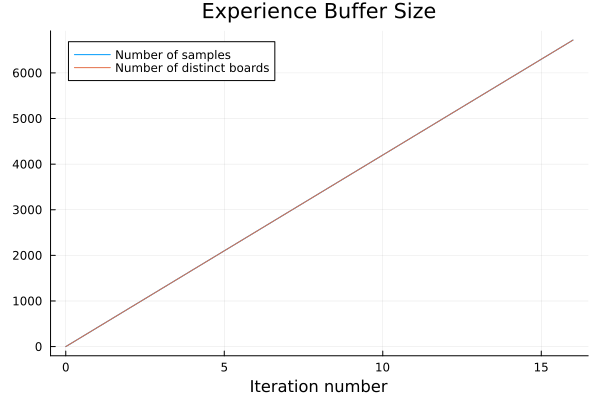 Experience Buffer Size
Number of samples
Number of distinct boards
6000
5000
4000
3000
2000
1000
0
0 5 10 15
Iteration number